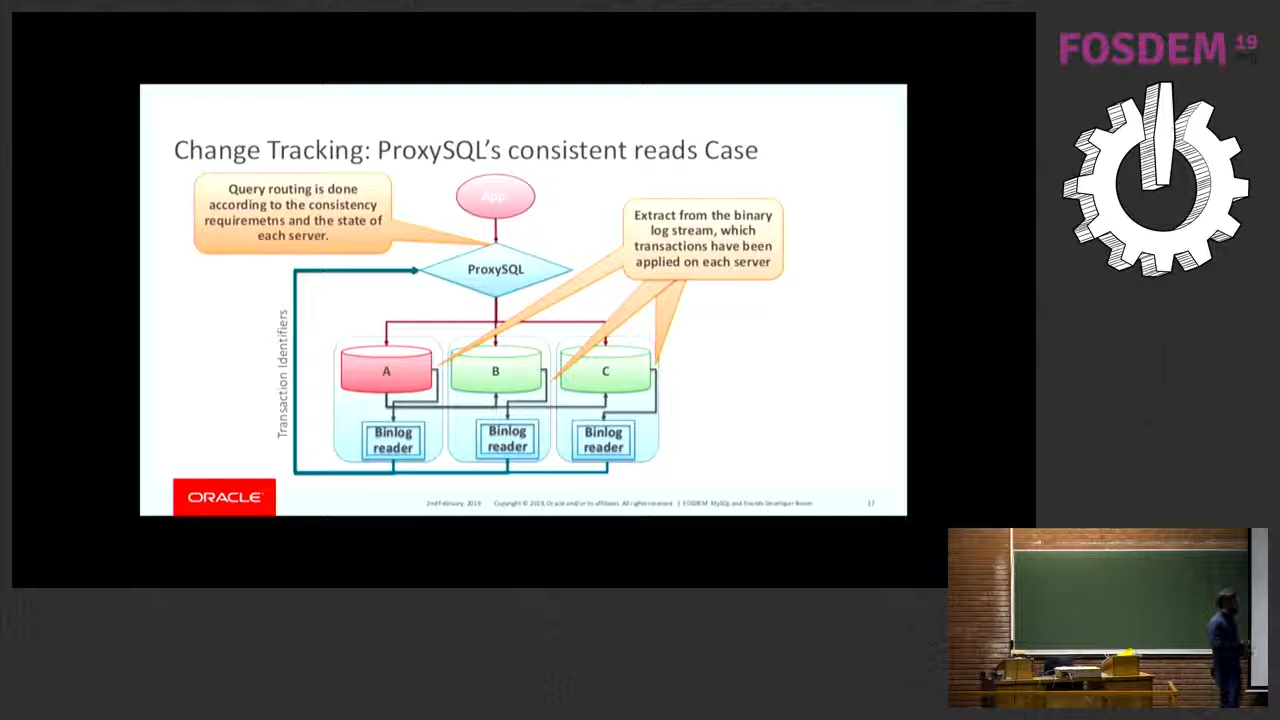 FOSDEM 19
Change Tracking: ProxySQL's consistent reads Case
Query routing is done
according to the consistency
requiremetns and the state of
each server.
App
Extract from the binary
log stream, which
transactions have been
applied on each server
ProxySQL
Transaction Identifiers
A
B
C
Binlog
reader
Binlog
reader
Binlog
reader
ORACLE
2nd February, 2019
Copyright © 2019, Oracle and/or its affiliates. All rights reserved. | FOSDEM: MySQL and Friends Developer Room
17